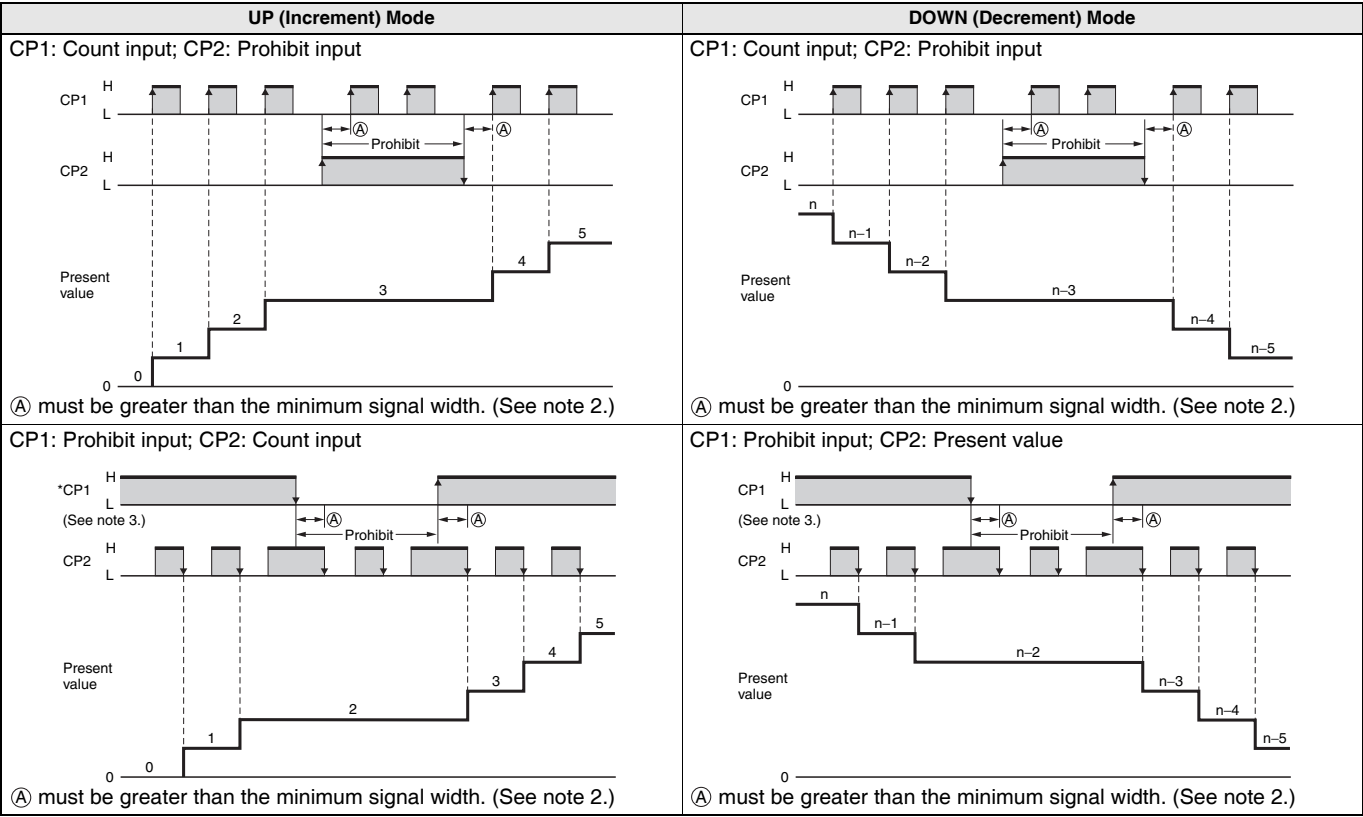 UP (Increment) Mode
DOWN (Decrement) Mode
CP1: Count input; CP2: Prohibit input
H
CP1
L
A
A
Prohibit
H
CP2
L
5
4
Present
value
3
2
1
0
0
Ⓐ must be greater than the minimum signal width. (See note 2.)
CP1: Count input; CP2: Prohibit input
H
CP1
L
A
A
Prohibit
H
CP2
L
n
n–1
n–2
Present
value
n–3
n–4
n–5
0
Ⓐ must be greater than the minimum signal width. (See note 2.)
CP1: Prohibit input; CP2: Count input
H
*CP1
L
(See note 3.)
A
A
Prohibit
H
CP2
L
5
4
Present
value
3
2
1
0
0
Ⓐ must be greater than the minimum signal width. (See note 2.)
CP1: Prohibit input; CP2: Present value
H
CP1
L
(See note 3.)
A
A
Prohibit
H
CP2
L
n
n–1
n–2
Present
value
n–3
n–4
n–5
0
Ⓐ must be greater than the minimum signal width. (See note 2.)